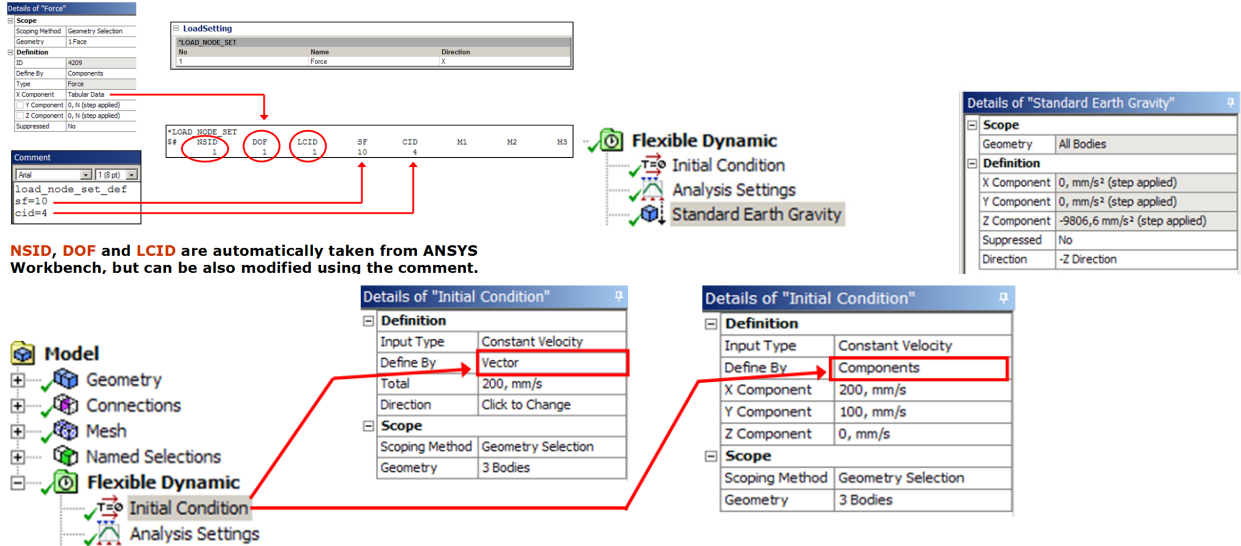 Details of "Force"
Scope
Scoping Method Geometry Selection
Geometry 1 Face
Definition
ID 4209
Define By Components
Type Force
X Component Tabular Data
Y Component 0, N (step applied)
Z Component 0, N (step applied)
Suppressed No
LoadSetting
*LOAD_NODE_SET
No Name Direction
1 Force X
*LOAD_NODE_SET
$# NSID DOF LCID SF CID M1 M2 M3
1 1 1 10 4
Comment
Arial 1 (8 pt)
load_node_set_def
sf=10
cid=4
NSID, DOF and LCID are automatically taken from ANSYS
Workbench, but can be also modified using the comment.
Flexible Dynamic
T=0 Initial Condition
Analysis Settings
Standard Earth Gravity
Details of "Standard Earth Gravity"
Scope
Geometry All Bodies
Definition
X Component 0, mm/s² (step applied)
Y Component 0, mm/s² (step applied)
Z Component -9806,6 mm/s² (step applied)
Suppressed No
Direction -Z Direction
Model
Geometry
Connections
Mesh
Named Selections
Flexible Dynamic
T=0 Initial Condition
Analysis Settings
Details of "Initial Condition"
Definition
Input Type Constant Velocity
Define By Vector
Total 200, mm/s
Direction Click to Change
Scope
Scoping Method Geometry Selection
Geometry 3 Bodies
Details of "Initial Condition"
Definition
Input Type Constant Velocity
Define By Components
X Component 200, mm/s
Y Component 100, mm/s
Z Component 0, mm/s
Scope
Scoping Method Geometry Selection
Geometry 3 Bodies